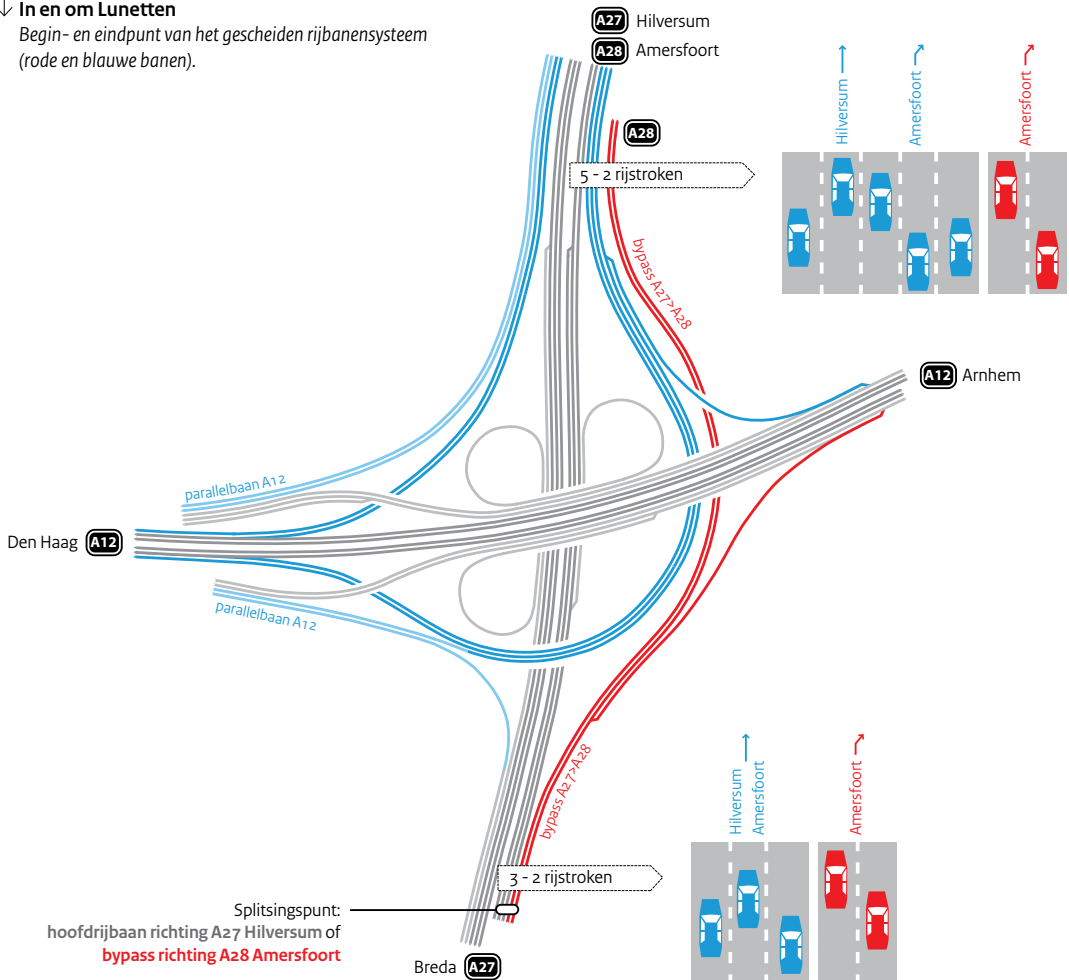 In en om Lunetten
Begin- en eindpunt van het gescheiden rijbanensysteem
(rode en blauwe banen).
A27 Hilversum
A28 Amersfoort
A28
5 - 2 rijstroken
Hilversum
Amersfoort
Amersfoort
bypass A27>A28
A12 Arnhem
parallelbaan A12
Den Haag A12
parallelbaan A12
bypass A27>A28
Hilversum
Amersfoort
Amersfoort
3 - 2 rijstroken
Splitsingspunt:
hoofdrijbaan richting A27 Hilversum of
bypass richting A28 Amersfoort
Breda A27